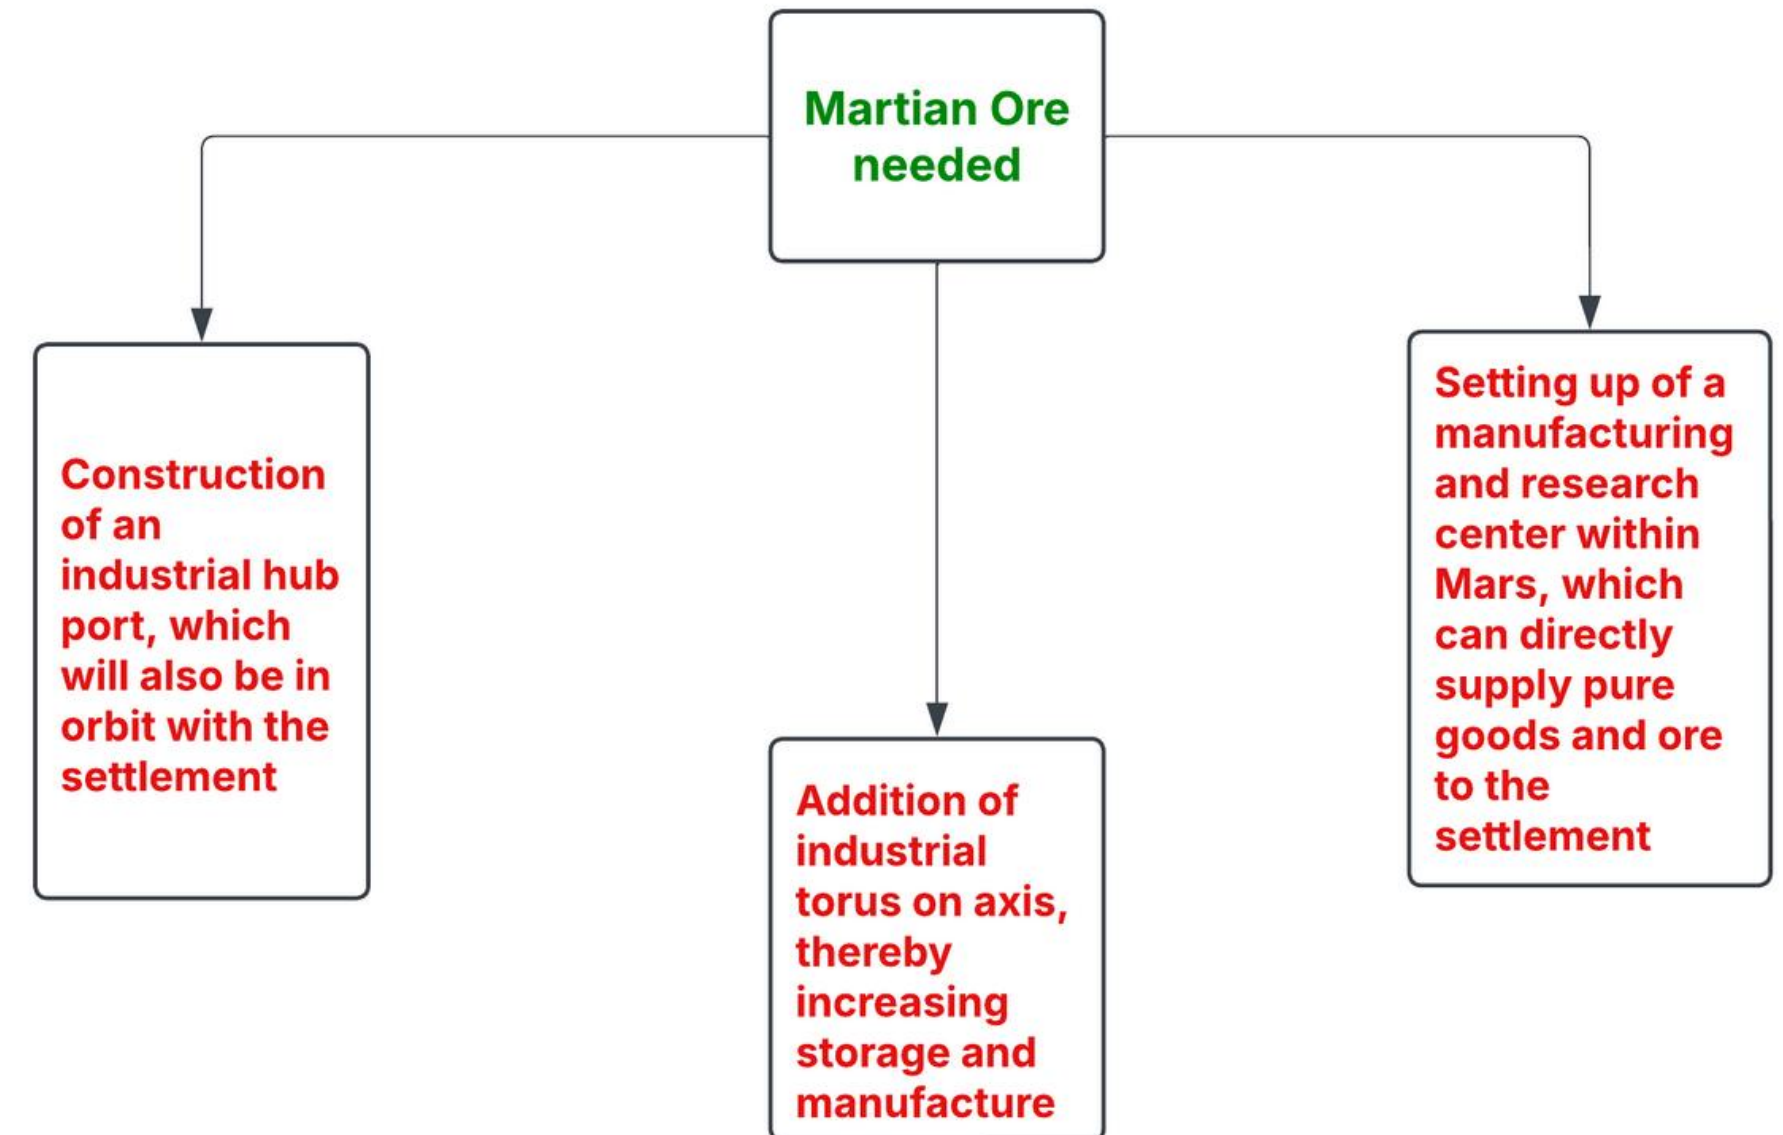 Martian Ore
needed
Construction
of an
industrial hub
port, which
will also be in
orbit with the
settlement
Addition of
industrial
torus on axis,
thereby
increasing
storage and
manufacture
Setting up of a
manufacturing
and research
center within
Mars, which
can directly
supply pure
goods and ore
to the
settlement